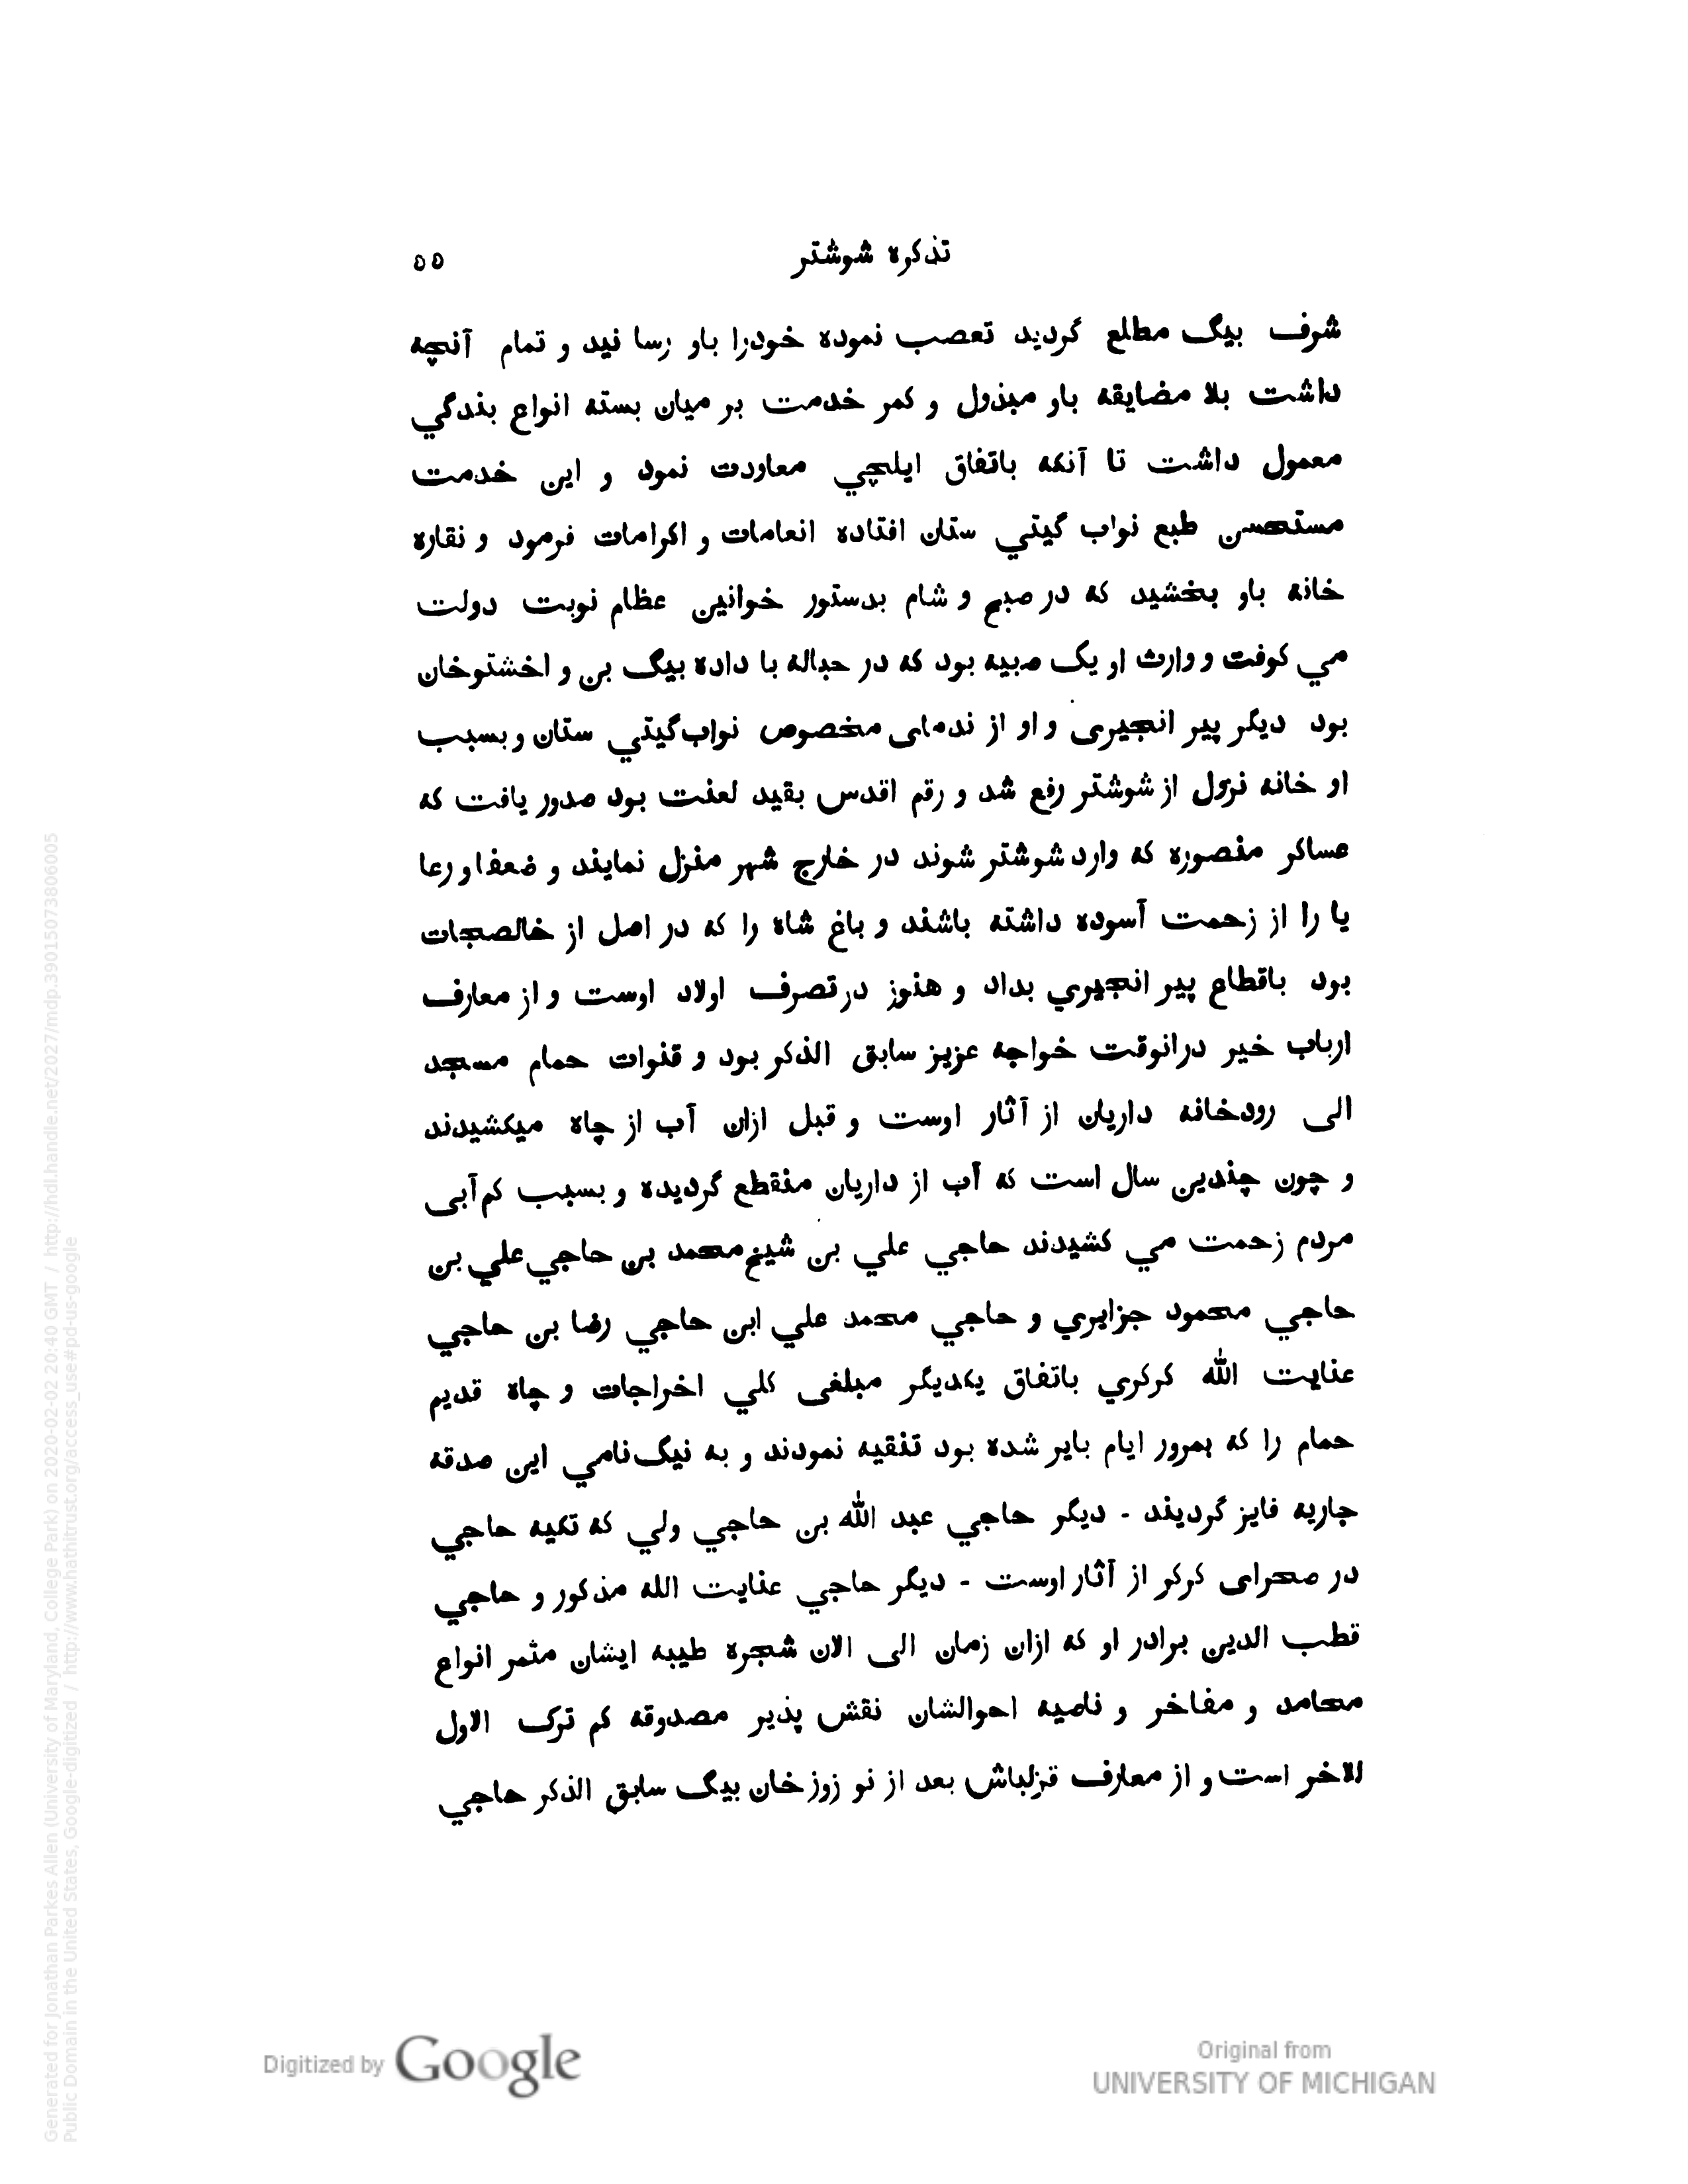 تذکره شوشتر ٥٥
شرف بیگ مطلع گردید تعصب نموده خودرا باو رسا نید و تمام آنچه
داشت بلا مضایقه باو مبذول و کمر خدمت بر میان بسته انواع بندگي
معمول داشت تا آنکه باتفاق ایلچي معاودت نمود و این خدمت
مستحسن طبع نواب گیتي ستان افتاده انعامات و اکرامات فرمود و نقاره
خانه باو بخشید که در صبح و شام بدستور خوانین عظام نوبت دولت
مي کوفت و وارث او یک صبیه بود که در حباله با داده بیگ بن و اخشتوخان
بود دیگر پیر انجیری و او از ندمای مخصوص نواب گیتي ستان و بسبب
او خانه نزول از شوشتر رفع شد و رقم اقدس بقید لعنت بود صدور یافت که
عساکر منصوره که وارد شوشتر شوند در خارج شهر منزل نمایند و ضعفا و رعا
یا را از زحمت آسوده داشته باشند و باغ شاه را که در اصل از خالصجات
بود باقطاع پیر انجیري بداد و هنوز در تصرف اولاد اوست و از معارف
ارباب خیر درانوقت خواجه عزیز سابق الذکر بود و قنوات حمام مسجد
الی رودخانه داریان از آثار اوست و قبل ازان آب از چاه میکشیدند
و چون چندین سال است که آب از داریان منقطع گردیده و بسبب کم آبی
مردم زحمت مي کشیدند حاجي علي بن شیخ محمد بن حاجي علي بن
حاجي محمود جزایري و حاجي محمد علي ابن حاجي رضا بن حاجي
عنایت الله کرکري باتفاق یکدیگر مبلغی کلي اخراجات و چاه قدیم
حمام را که بمرور ایام بایر شده بود تنقیه نمودند و به نیگ نامي این صدقه
جاریه فایز گردیند - دیگر حاجي عبد الله بن حاجي ولي که تکیه حاجي
در صحرای کرکر از آثار اوست - دیگر حاجي عنایت الله مذکور و حاجي
قطب الدین برادر او که ازان زمان الی الان شجره طیبه ایشان مثمر انواع
محامد و مفاخر و ناصیه احوالشان نقش پذیر مصدوقه کم ترک الاول
للاخر است و از معارف قزلباش بعد از نو زوز خان بیگ سابق الذکر حاجي
Digitized by Google
Original from
UNIVERSITY OF MICHIGAN
Generated for Jonathan Parkes Allen (University of Maryland, College Park) on 2020-02-02 20:40 GMT / http://hdl.handle.net/2027/mdp.39015073806005
Public Domain in the United States, Google-digitized / http://www.hathitrust.org/access_use#pd-us-google